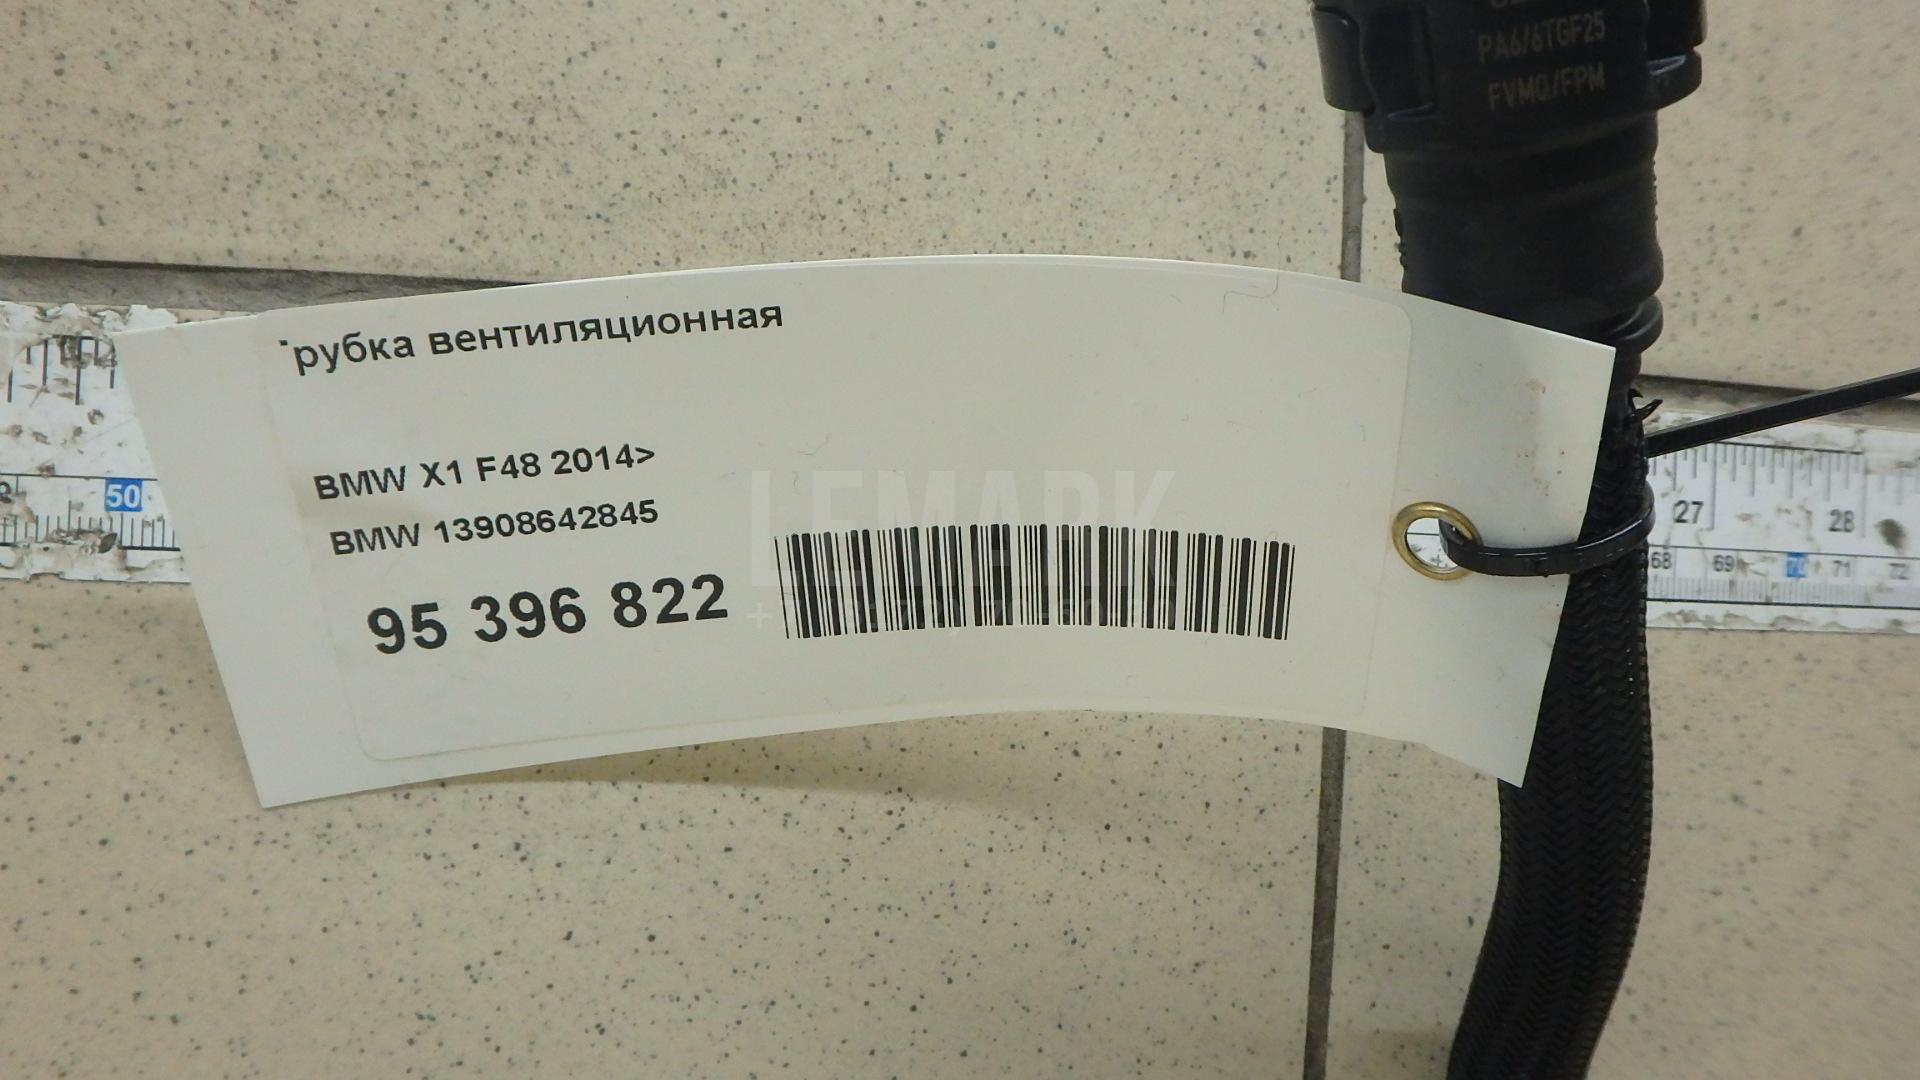 PA6/6TGF25
FVMQ/FPM
рубка вентиляционная
BMW X1 F48 2014>
BMW 13908642845
95 396 822
LEMARK
50
27 28
68 69 70 71 72